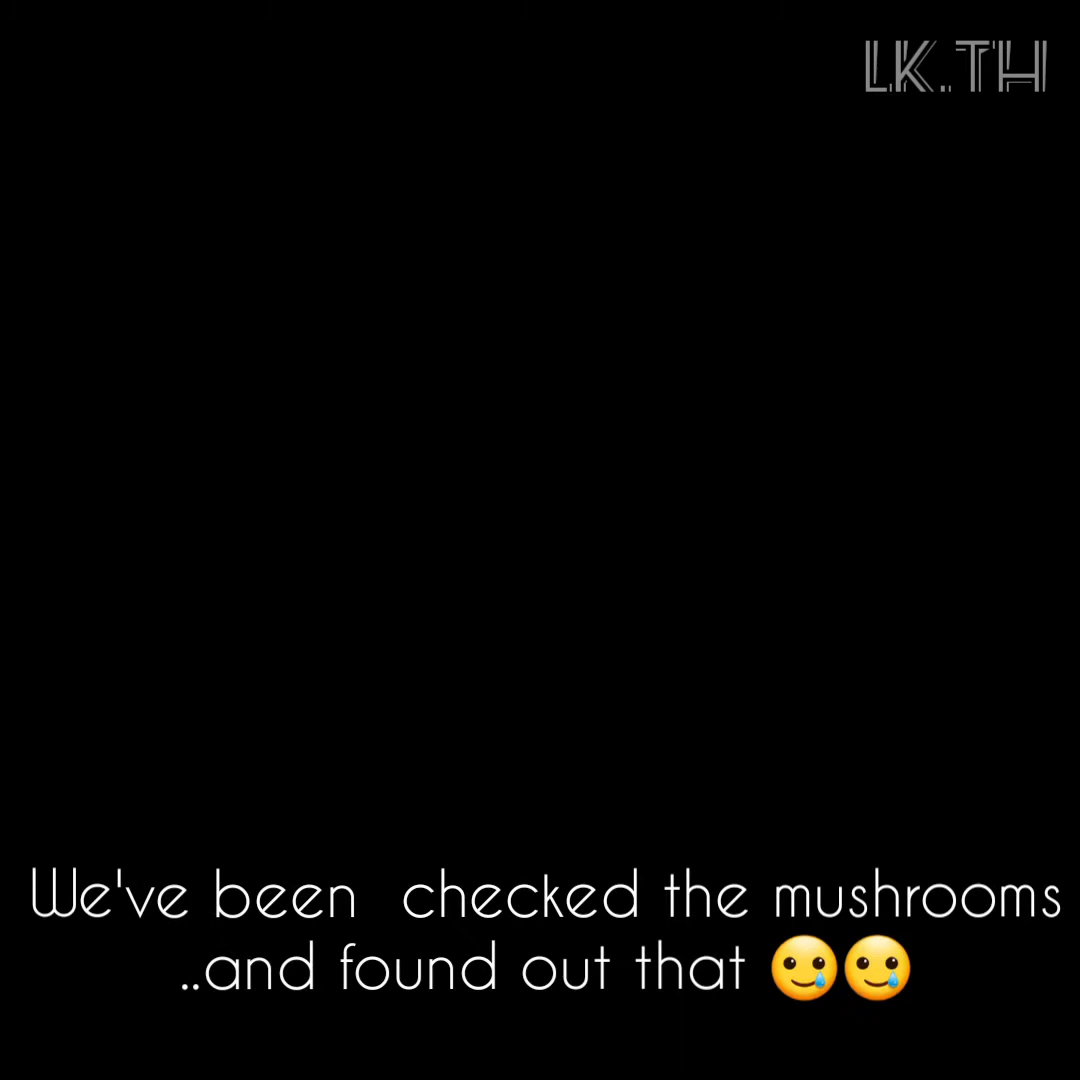 LK.TH
We've been  checked the mushrooms
..and found out that 🥲🥲